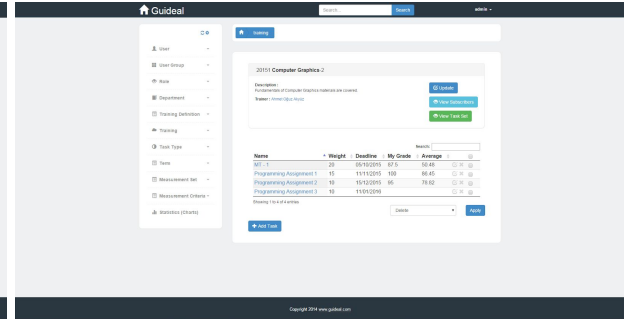 Guideal
Search...
Search
admin
training
User
User Group
Role
Department
Training Definition
Training
Task Type
Term
Measurement Set
Measurement Criteria
Statistics (Charts)
20151 Computer Graphics-2
Description :
Fundamentals of Computer Graphics materials are covered.
Trainer :
Update
View Subscribers
View Task Set
Search:
Name Weight Deadline My Grade Average
MT - 1 20 05/10/2015 87.5 50.48
Programming Assignment 1 15 11/11/2015 100 86.45
Programming Assignment 2 10 15/12/2015 95 78.62
Programming Assignment 3 10 11/01/2016
Showing 1 to 4 of 4 entries
Delete
Apply
Add Task
Copyright 2014 www.guideal.com